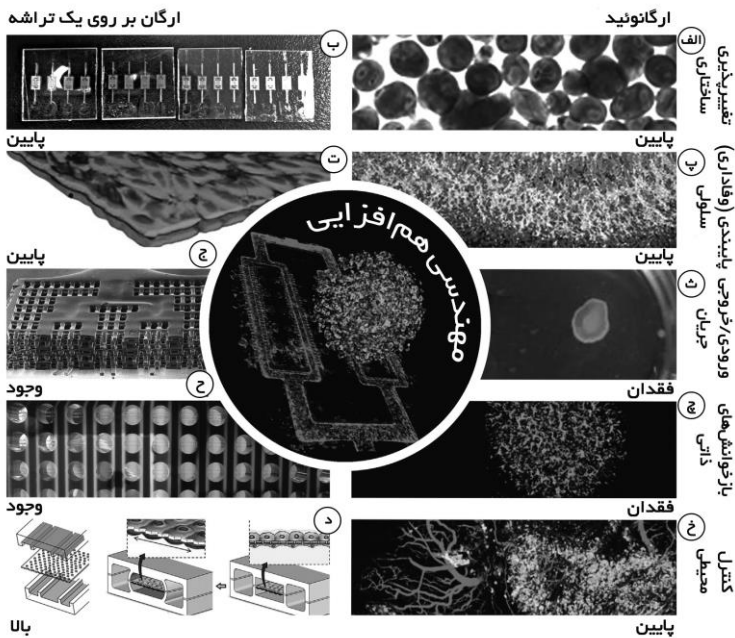 ارگانوئید
ارگان بر روی یک تراشه
تغییرپذیری
ساختاری
الف
پایین
ب
پایین
پایبندی (وفاداری)
سلولی
پ
پایین
ت
پایین
ورودی/خروجی
جریان
ث
فقدان
ج
وجود
بازخوانش‌های
ذاتی
چ
فقدان
ح
وجود
کنترل
محیطی
خ
پایین
د
بالا
مهندسی هم‌افزایی